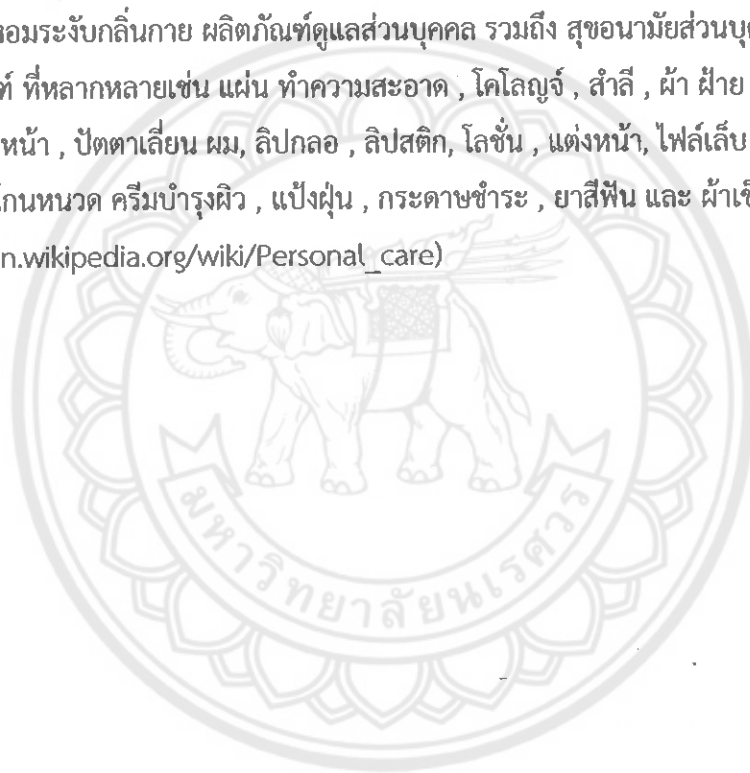 หอมระงับกลิ่นกาย ผลิตภัณฑ์ดูแลส่วนบุคคล รวมถึง สุขอนามัยส่วนบุค
ที่หลากหลายเช่น แผ่น ทำความสะอาด , โคโลญจ์ , สำลี , ผ้า ฝ้าย
หน้า , ปัตตาเลี่ยน ผม, ลิปกลอ , ลิปสติก, โลชั่น , แต่งหน้า, ไฟล์เล็บ
โกนหนวด ครีมบำรุงผิว , แป้งฝุ่น , กระดาษชำระ , ยาสีฟัน และ ผ้าเช็
n.wikipedia.org/wiki/Personal_care)
มหาวิทยาลัยนเรศวร